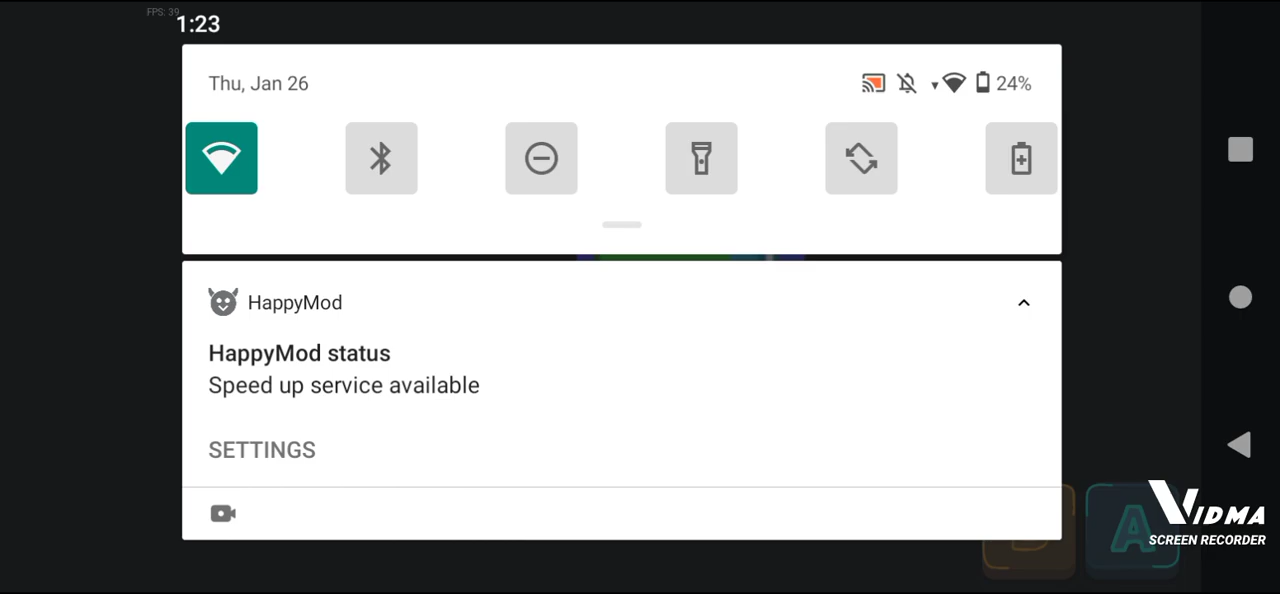 FPS: 39
1:23
Thu, Jan 26
24%
HappyMod
HappyMod status
Speed up service available
SETTINGS
A
VIDMA
SCREEN RECORDER